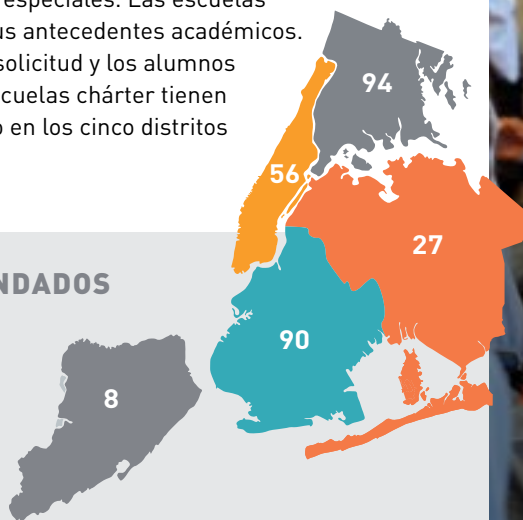 especiales. Las escuelas
us antecedentes académicos.
solicitud y los alumnos
cuelas chárter tienen
o en los cinco distritos
94
56
27
NDADOS
90
8